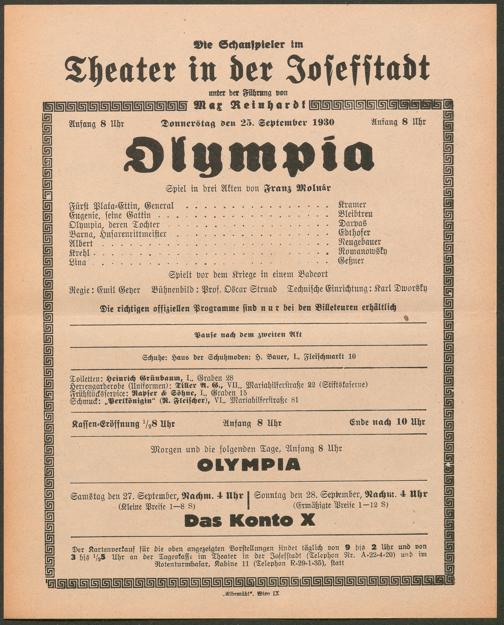 Die Schauspieler im
Theater in der Josefstadt
unter der Führung von
Max Reinhardt
Anfang 8 Uhr Donnerstag den 25. September 1930 Anfang 8 Uhr
Olympia
Spiel in drei Akten von Franz Molnár
Fürst Plata-Ettin, General Kramer
Eugenie, seine Gattin Bleibtreu
Olympia, deren Tochter Darvas
Barna, Husarenrittmeister Edthofer
Albert Neugebauer
Krehl Romanowsky
Lina Geßner
Spielt vor dem Kriege in einem Badeort
Regie: Emil Geyer Bühnenbild: Prof. Oscar Strnad Technische Einrichtung: Karl Dworsky
Die richtigen offiziellen Programme sind nur bei den Billeteuren erhältlich
Pause nach dem zweiten Akt
Schuhe: Haus der Schuhmoden: H. Bauer, I., Fleischmarkt 10
Toiletten: Heinrich Grünbaum, I., Graben 28
Herrengarderobe (Uniformen): Tiller A. G., VII., Mariahilferstraße 22 (Stiftskaserne)
Frühstücksservice: Kapser & Söhne, I., Graben 15
Schmuck: „Perlkönigin" (R. Fleischer), VI., Mariahilferstraße 81
Kassen-Eröffnung 1/28 Uhr Anfang 8 Uhr Ende nach 10 Uhr
Morgen und die folgenden Tage, Anfang 8 Uhr
OLYMPIA
Samstag den 27. September, Nachm. 4 Uhr Sonntag den 28. September, Nachm. 4 Uhr
(Kleine Preise 1—8 S) (Ermäßigte Preise 1—12 S)
Das Konto X
Der Kartenverkauf für die oben angezeigten Vorstellungen findet täglich von 9 bis 2 Uhr und von
3 bis 1/25 Uhr an der Tageskasse im Theater in der Josefstadt (Telephon Nr. A-22-4-20) und im
Rotenturmbasar, Kabine 11 (Telephon R-29-1-35), statt
„Elbemühl", Wien IX